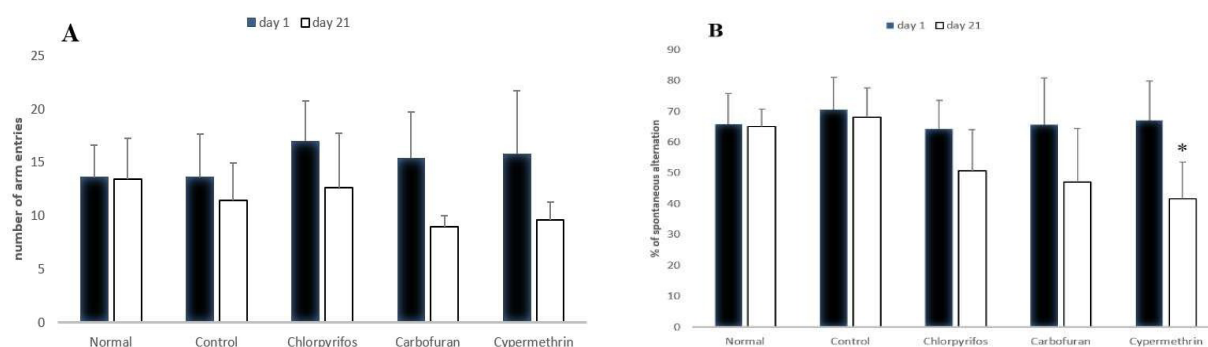 A
day 1 day 21
number of arm entries
25
20
15
10
5
0
Normal Control Chlorpyrifos Carbofuran Cypermethrin
B
day 1 day 21
% of spontaneous alternation
90
80
70
60
50
40
30
20
10
0
*
Normal Control Chlorpyrifos Carbofuran Cypermethrin